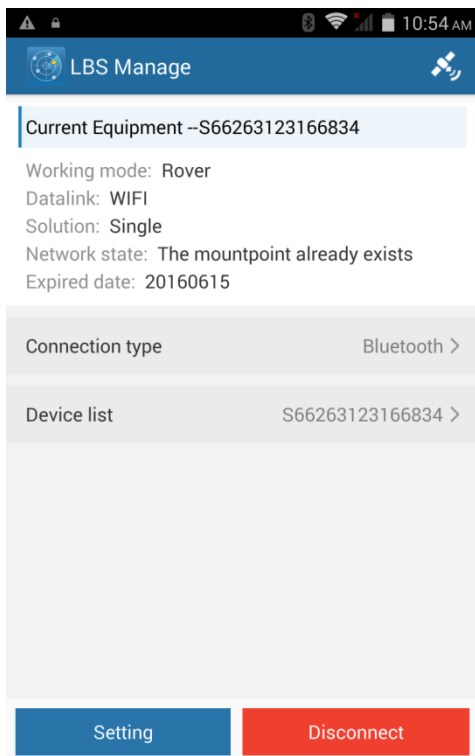 10:54 AM
LBS Manage
Current Equipment --S66263123166834
Working mode: Rover
Datalink: WIFI
Solution: Single
Network state: The mountpoint already exists
Expired date: 20160615
Connection type Bluetooth >
Device list S66263123166834 >
Setting Disconnect